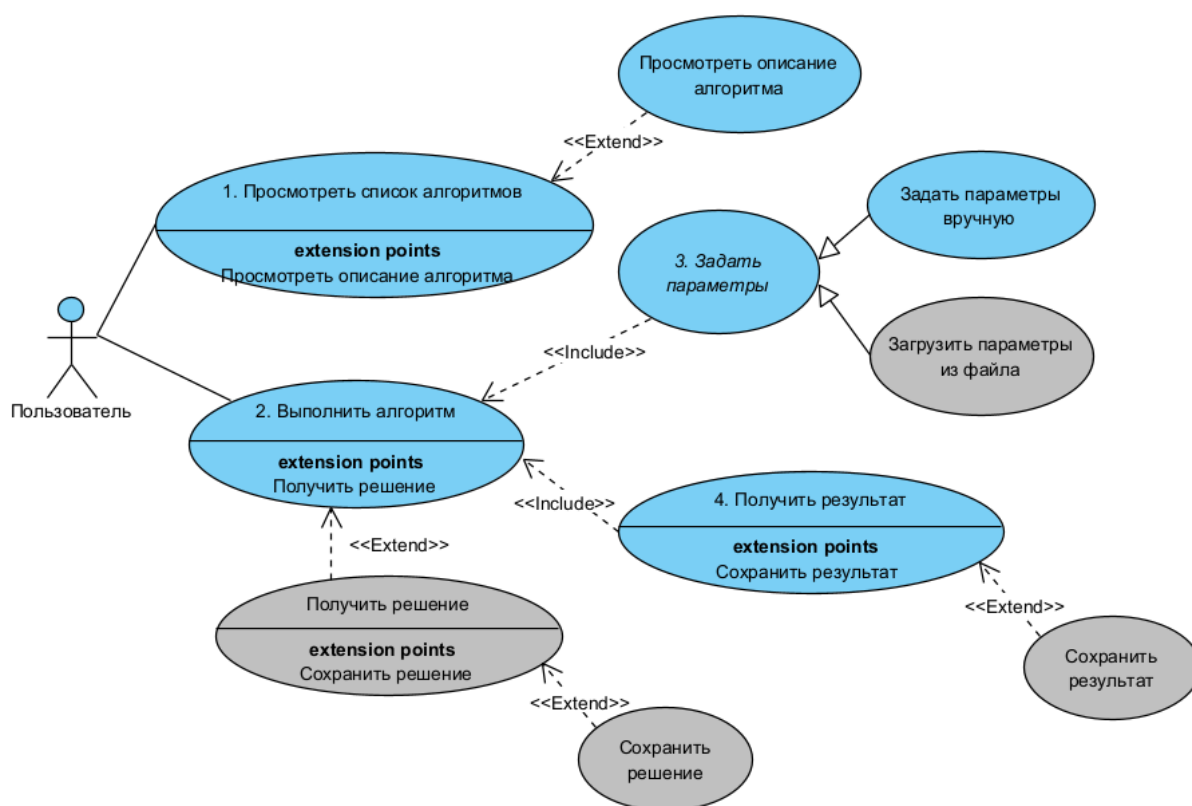 Просмотреть описание
алгоритма
<<Extend>>
1. Просмотреть список алгоритмов
extension points
Просмотреть описание алгоритма
Задать параметры
вручную
3. Задать
параметры
Загрузить параметры
из файла
<<Include>>
Пользователь
2. Выполнить алгоритм
extension points
Получить решение
<<Include>>
4. Получить результат
extension points
Сохранить результат
<<Extend>>
Получить решение
extension points
Сохранить решение
<<Extend>>
Сохранить
результат
<<Extend>>
Сохранить
решение